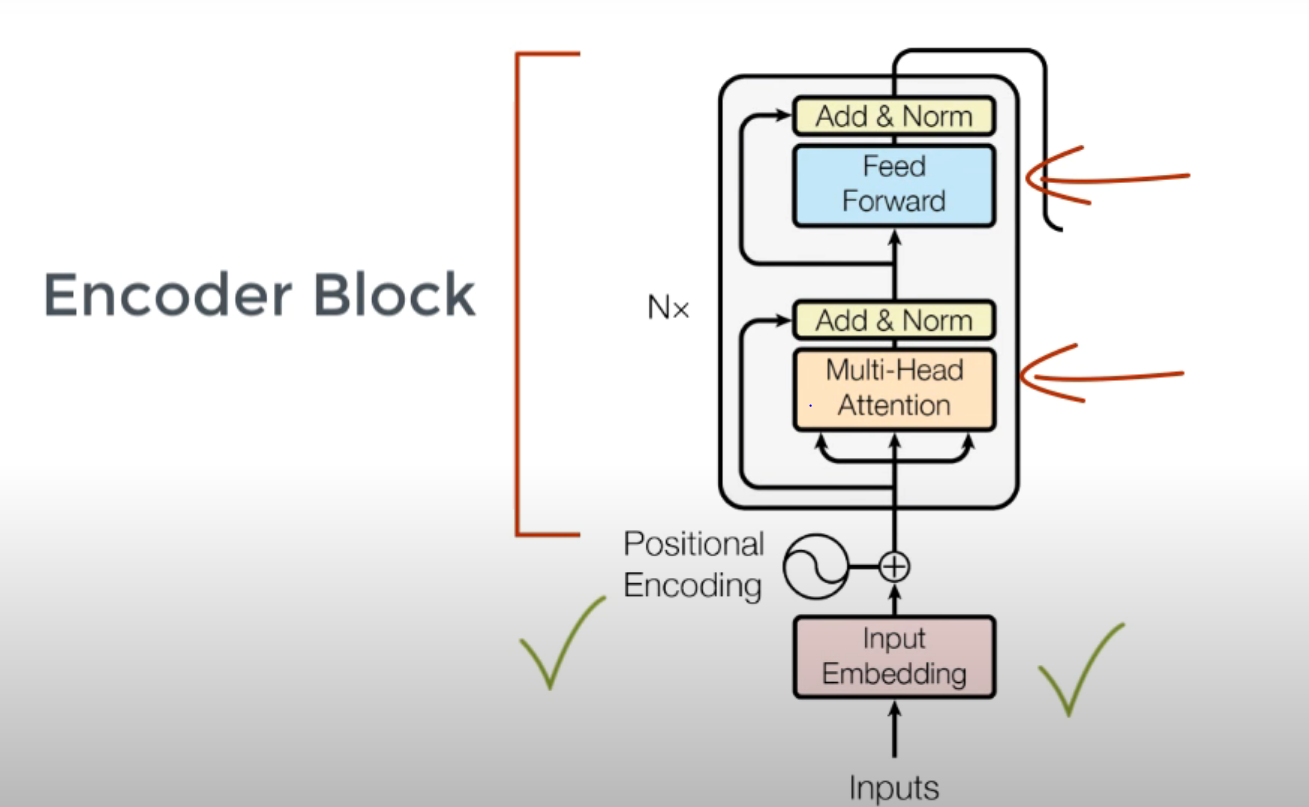 Add & Norm
Feed
Forward
Encoder Block
Nx
Add & Norm
Multi-Head
Attention
Positional
Encoding
Input
Embedding
Inputs